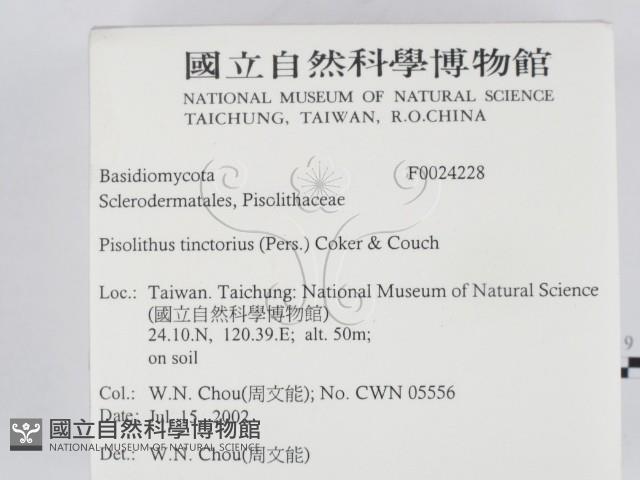 國立自然科學博物館
NATIONAL MUSEUM OF NATURAL SCIENCE
TAICHUNG, TAIWAN, R.O.CHINA
Basidiomycota F0024228
Sclerodermatales, Pisolithaceae
Pisolithus tinctorius (Pers.) Coker & Couch
Loc.: Taiwan. Taichung: National Museum of Natural Science
(國立自然科學博物館)
24.10.N, 120.39.E; alt. 50m;
on soil
Col.: W.N. Chou(周文能); No. CWN 05556
Date: Jul. 15, 2002
國立自然科學博物館
NATIONAL MUSEUM OF NATURAL SCIENCE
Det.: W.N. Chou(周文能)
9